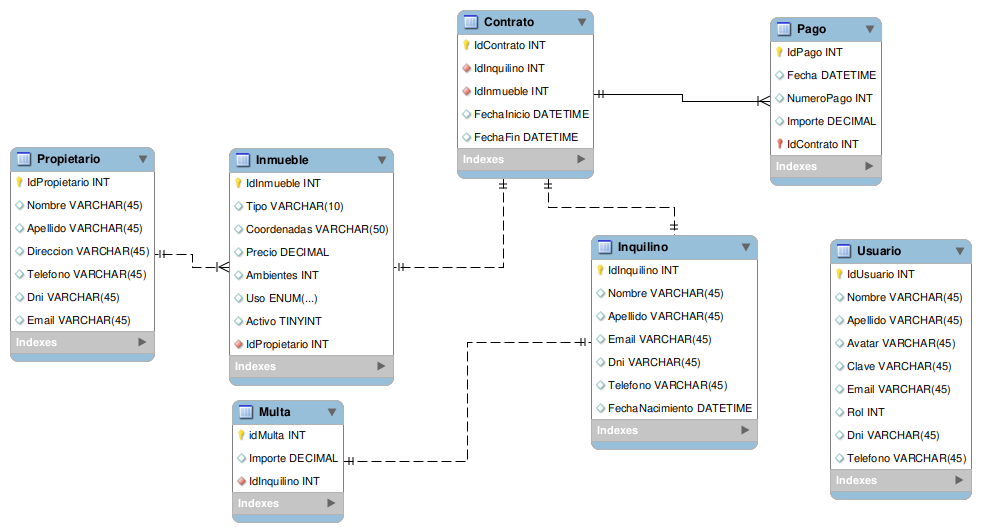 Contrato
IdContrato INT
IdInquilino INT
IdInmueble INT
FechaInicio DATETIME
FechaFin DATETIME
Indexes
Pago
IdPago INT
Fecha DATETIME
NumeroPago INT
Importe DECIMAL
IdContrato INT
Indexes
Propietario
IdPropietario INT
Nombre VARCHAR(45)
Apellido VARCHAR(45)
Direccion VARCHAR(45)
Telefono VARCHAR(45)
Dni VARCHAR(45)
Email VARCHAR(45)
Indexes
Inmueble
IdInmueble INT
Tipo VARCHAR(10)
Coordenadas VARCHAR(50)
Precio DECIMAL
Ambientes INT
Uso ENUM(...)
Activo TINYINT
IdPropietario INT
Indexes
Inquilino
IdInquilino INT
Nombre VARCHAR(45)
Apellido VARCHAR(45)
Email VARCHAR(45)
Dni VARCHAR(45)
Telefono VARCHAR(45)
FechaNacimiento DATETIME
Indexes
Usuario
IdUsuario INT
Nombre VARCHAR(45)
Apellido VARCHAR(45)
Avatar VARCHAR(45)
Clave VARCHAR(45)
Email VARCHAR(45)
Rol INT
Dni VARCHAR(45)
Telefono VARCHAR(45)
Indexes
Multa
idMulta INT
Importe DECIMAL
IdInquilino INT
Indexes